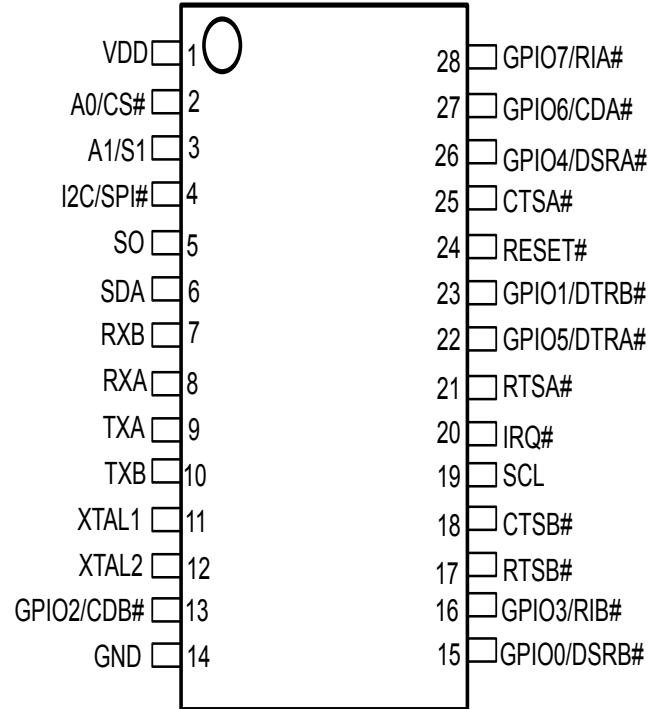 VDD 1 28 GPIO7/RIA#
A0/CS# 2 27 GPIO6/CDA#
A1/S1 3 26 GPIO4/DSRA#
I2C/SPI# 4 25 CTSA#
SO 5 24 RESET#
SDA 6 23 GPIO1/DTRB#
RXB 7 22 GPIO5/DTRA#
RXA 8 21 RTSA#
TXA 9 20 IRQ#
TXB 10 19 SCL
XTAL1 11 18 CTSB#
XTAL2 12 17 RTSB#
GPIO2/CDB# 13 16 GPIO3/RIB#
GND 14 15 GPIO0/DSRB#